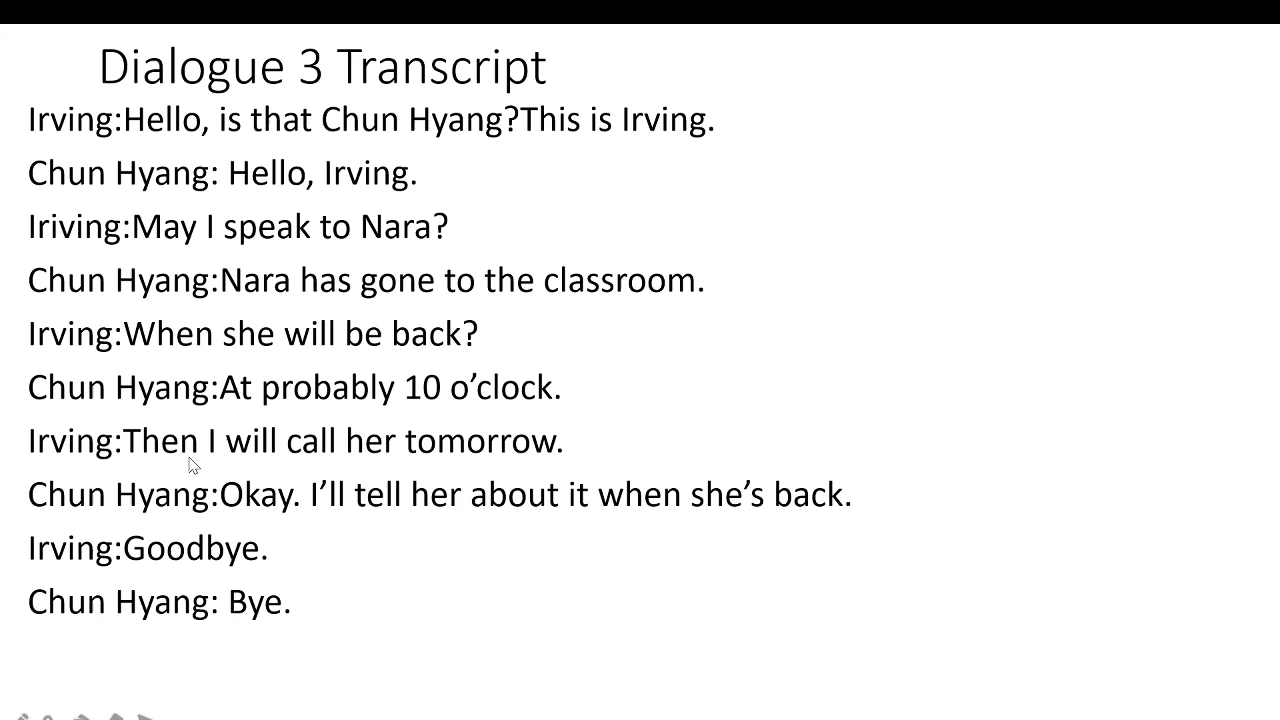 Dialogue 3 Transcript
Irving:Hello, is that Chun Hyang?This is Irving.
Chun Hyang: Hello, Irving.
Iriving:May I speak to Nara?
Chun Hyang:Nara has gone to the classroom.
Irving:When she will be back?
Chun Hyang:At probably 10 o’clock.
Irving:Then I will call her tomorrow.
Chun Hyang:Okay. I’ll tell her about it when she’s back.
Irving:Goodbye.
Chun Hyang: Bye.